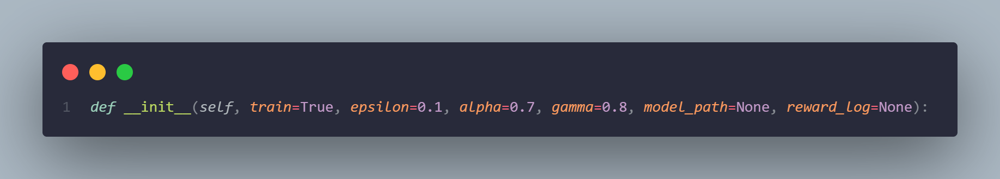 1 def __init__(self, train=True, epsilon=0.1, alpha=0.7, gamma=0.8, model_path=None, reward_log=None):